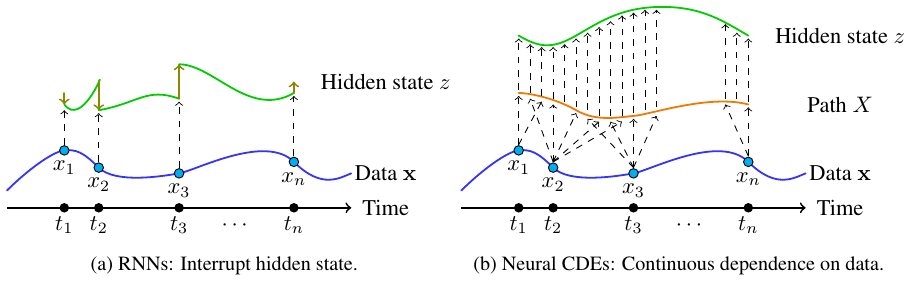 Hidden state z
x₁
x₂
x₃
xₙ
Data x
Time
t₁
t₂
t₃
⋯
tₙ
(a) RNNs: Interrupt hidden state.
Hidden state z
Path X
x₁
x₂
x₃
xₙ
Data x
Time
t₁
t₂
t₃
⋯
tₙ
(b) Neural CDEs: Continuous dependence on data.